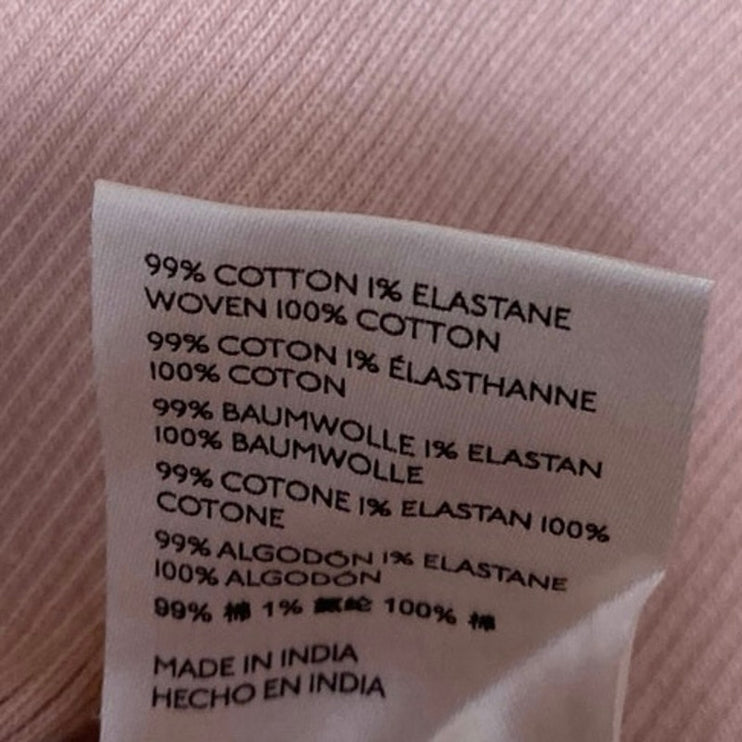 99% COTTON 1% ELASTANE
WOVEN 100% COTTON
99% COTON 1% ÉLASTHANNE
100% COTON
99% BAUMWOLLE 1% ELASTAN
100% BAUMWOLLE
99% COTONE 1% ELASTAN 100%
COTONE
99% ALGODÓN 1% ELASTANE
100% ALGODÓN
99% 棉 1% 100% 棉
MADE IN INDIA
HECHO EN INDIA